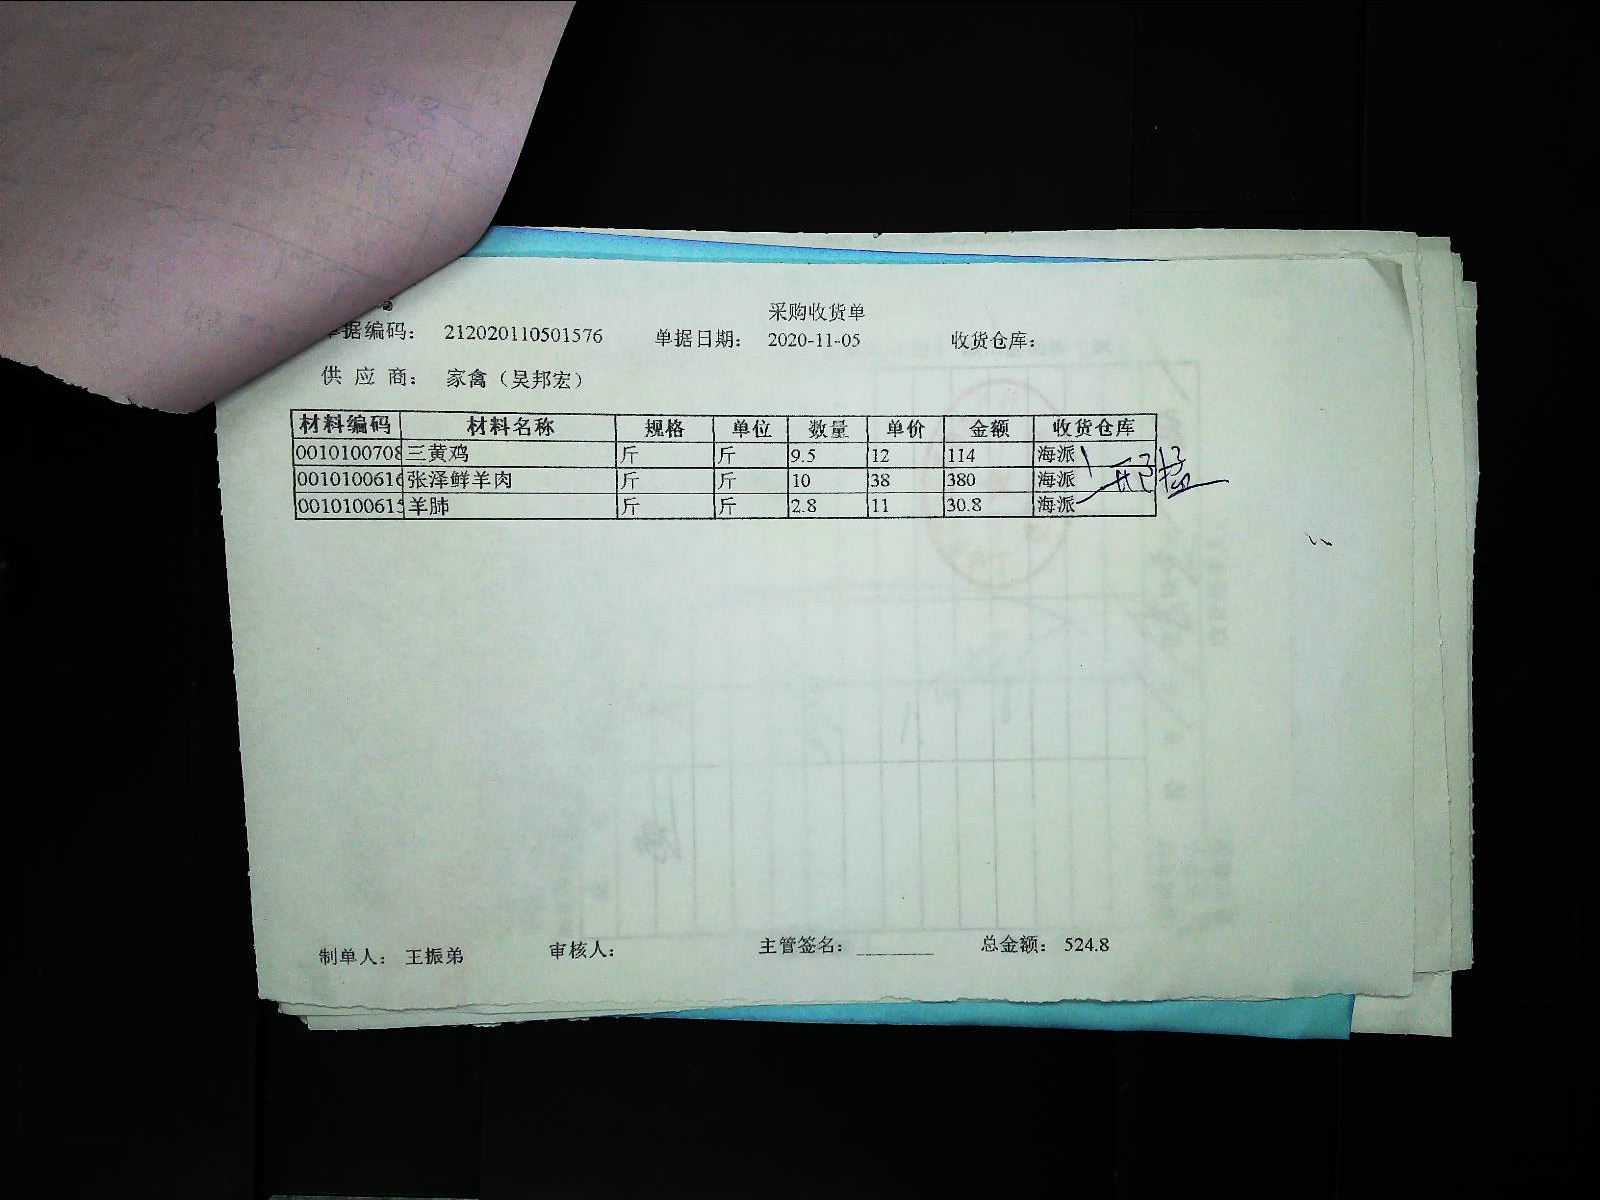 采购收货单
单据编码： 212020110501576 单据日期： 2020-11-05 收货仓库：
供 应 商： 家禽（吴邦宏）
材料编码 材料名称 规格 单位 数量 单价 金额 收货仓库
0010100708 三黄鸡 斤 斤 9.5 12 114 海派
001010061 张泽鲜羊肉 斤 斤 10 38 380 海派
001010061 羊肺 斤 斤 2.8 11 30.8 海派
制单人： 王振弟 审核人： 主管签名： 总金额： 524.8